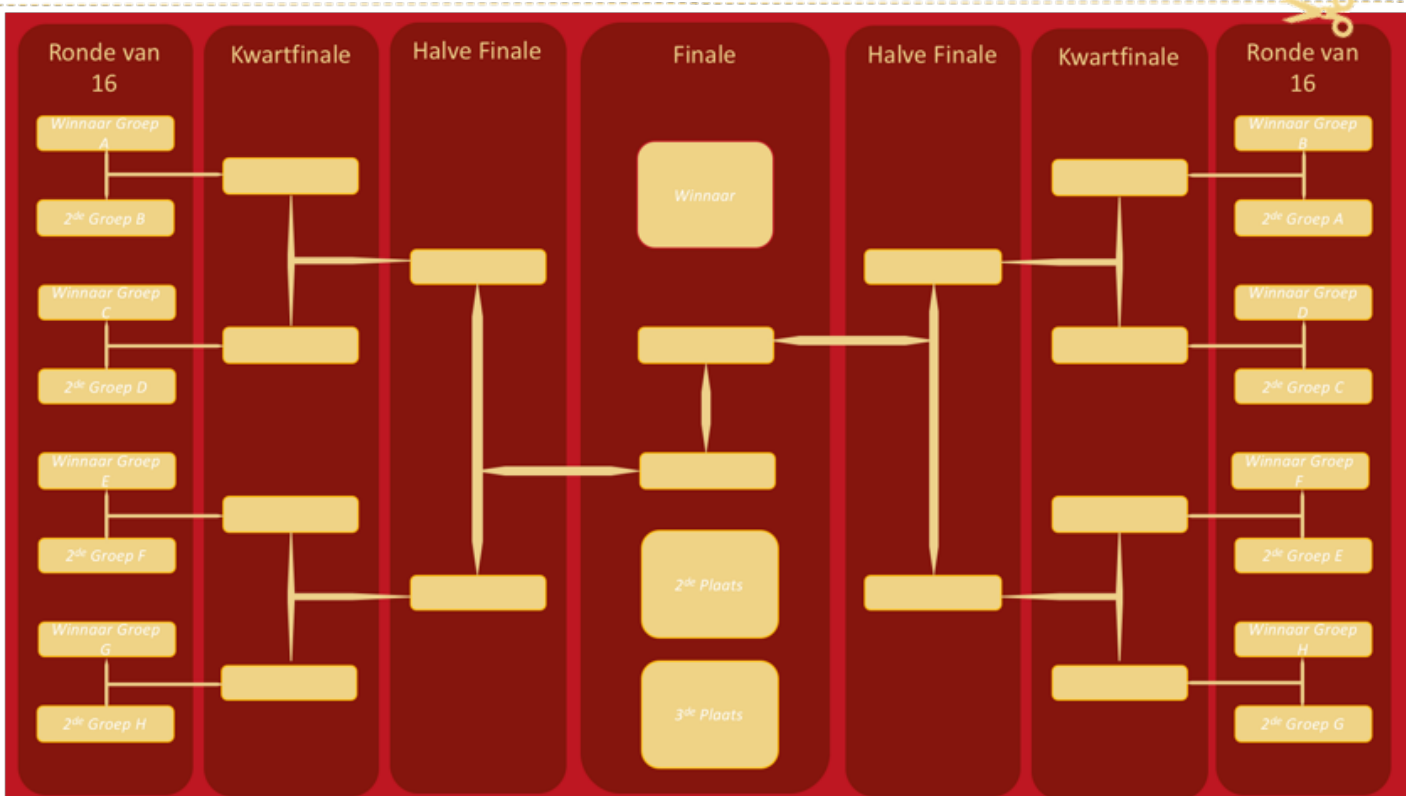 Ronde van
16
Kwartfinale
Halve Finale
Finale
Halve Finale
Kwartfinale
Ronde van
16
Winnaar Groep
A
2de Groep B
Winnaar Groep
C
2de Groep D
Winnaar Groep
E
2de Groep F
Winnaar Groep
G
2de Groep H
Winnaar
2de Plaats
3de Plaats
Winnaar Groep
B
2de Groep A
Winnaar Groep
D
2de Groep C
Winnaar Groep
F
2de Groep E
Winnaar Groep
H
2de Groep G